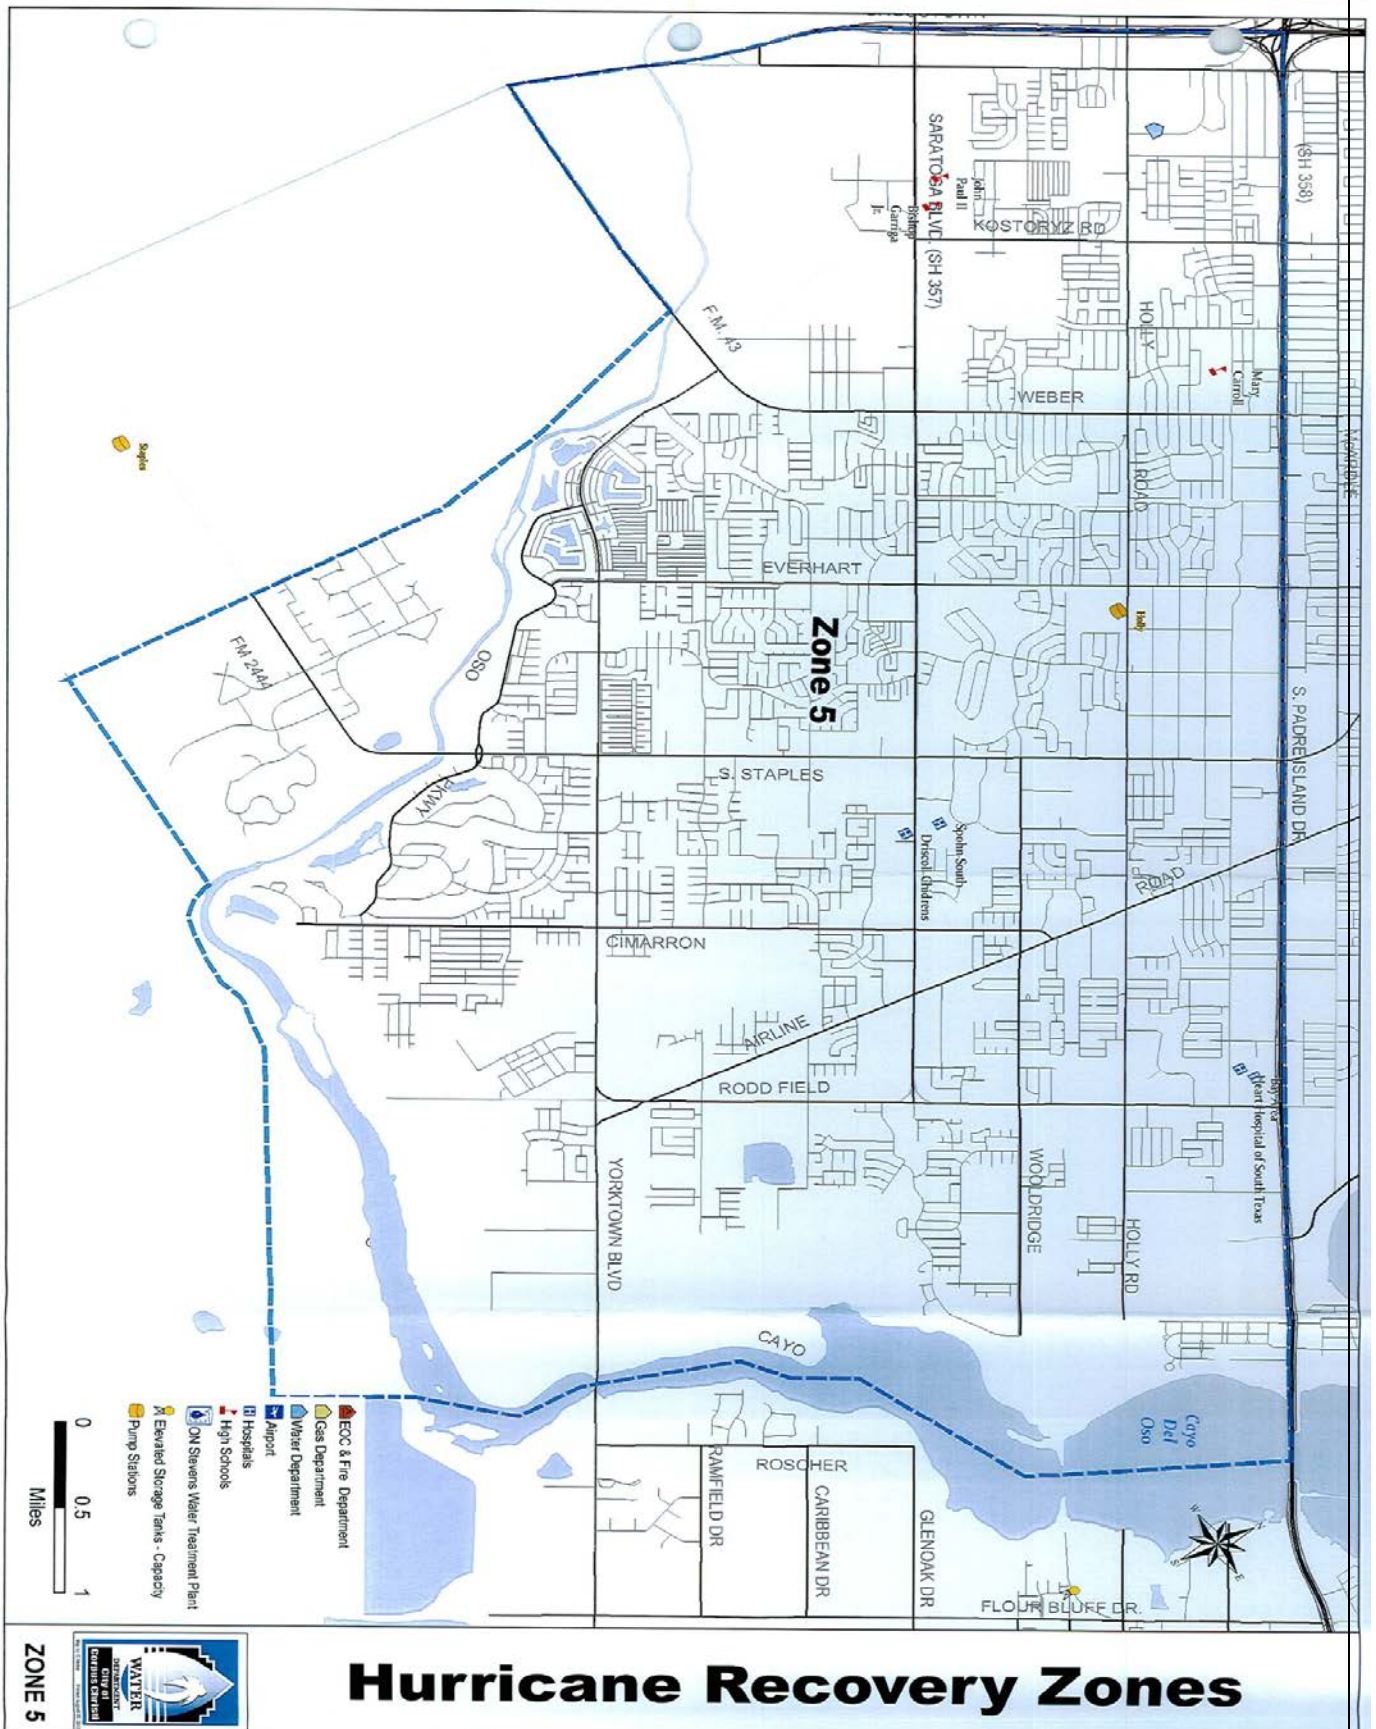 (SH 358)
McARDLE
S. PADRE ISLAND DR.
SARATOGA BLVD. (SH 357)
John
Paul II
Bishop
Garriga
Jr.
KOSTORYZ RD
HOLLY
ROAD
Mary
Carroll
F.M. 43
WEBER
EVERHART
Holly
Zone 5
Staples
FM 2444
OSO
PKWY
S. STAPLES
Spohn South
Driscoll Childrens
ROAD
CIMARRON
AIRLINE
RODD FIELD
Bay Area
Heart Hospital of South Texas
YORKTOWN BLVD
WOOLDRIDGE
HOLLY RD
CAYO
Cayo
Del
Oso
ROSCHER
RAMFIELD DR
CARIBBEAN DR
GLENOAK DR
FLOUR BLUFF DR.
N
E
S
W
EOC & Fire Department
Gas Department
Water Department
Airport
Hospitals
High Schools
ON Stevens Water Treatment Plant
Elevated Storage Tanks - Capacity
Pump Stations
0 0.5 1
Miles
Hurricane Recovery Zones
WATER
DEPARTMENT
City of
Corpus Christi
ZONE 5